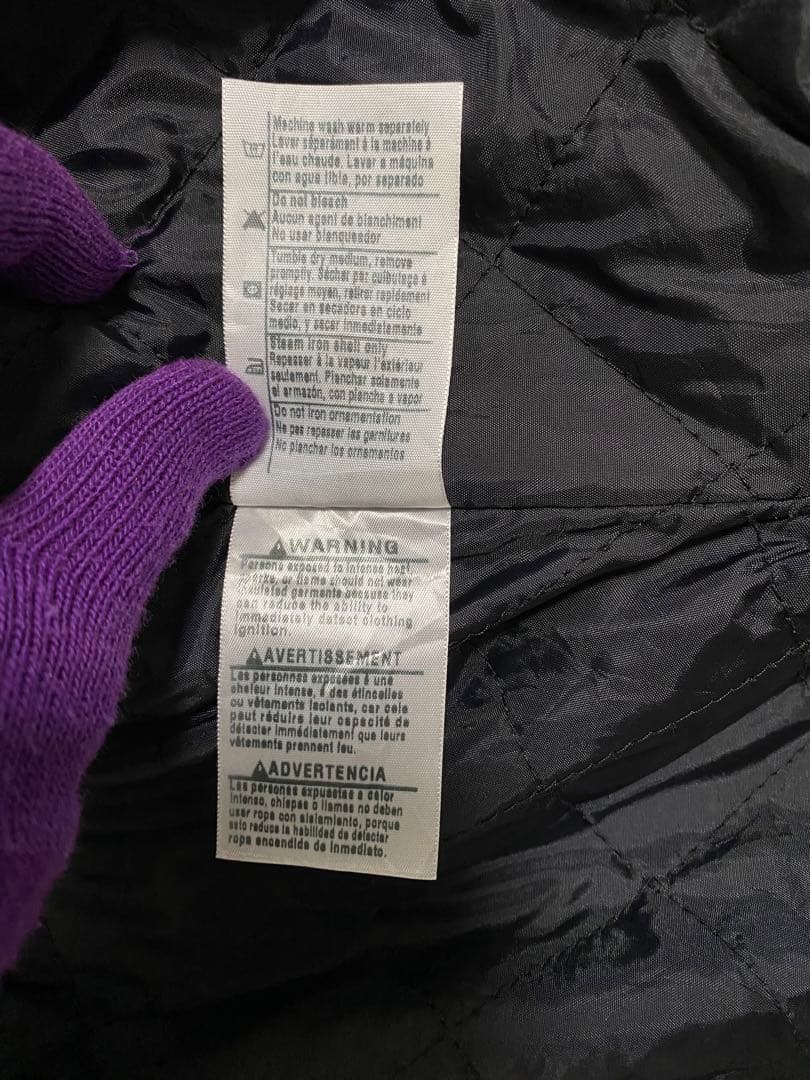 Machine wash warm separately
Laver séparément à la machine à
l'eau chaude. Lavar a máquina
con agua tibia, por separado
Do not bleach
Aucun agent de blanchiment
No usar blanqueador
Tumble dry medium, remove
promptly. Sécher par culbutage à
réglage moyen, retirer rapidement
Secar en secadora en ciclo
medio, y secar inmediatamente
Steam iron shell only
Repasser à la vapeur l'extérieur
seulement. Planchar solamente
el armazón, con plancha a vapor
Do not iron ornamentation
Ne pas repasser les garnitures
No planchar los ornamentos
WARNING
Persons exposed to intense heat,
sparks, or flame should not wear
insulated garments because they
can reduce the ability to
immediately detect clothing
ignition.
AVERTISSEMENT
Les personnes exposées à une
chaleur intense, à des étincelles
ou vêtements isolants, car cela
peut réduire leur capacité de
détecter immédiatement que leurs
vêtements prennent feu.
ADVERTENCIA
Las personas expuestas a calor
intenso, chispas o llamas no deben
usar ropa con aislamiento, porque
esto reduce la habilidad de detectar
ropa encendida de inmediato.